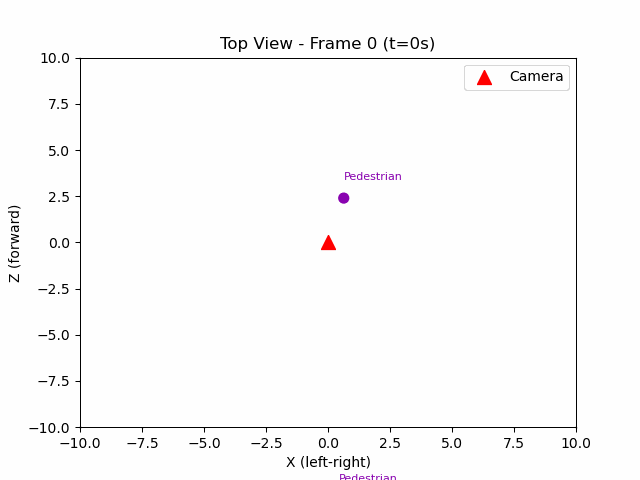 Top View - Frame 0 (t=0s)
Camera
Pedestrian
Z (forward)
10.0
7.5
5.0
2.5
0.0
−2.5
−5.0
−7.5
−10.0
−10.0 −7.5 −5.0 −2.5 0.0 2.5 5.0 7.5 10.0
X (left-right)
Pedestrian